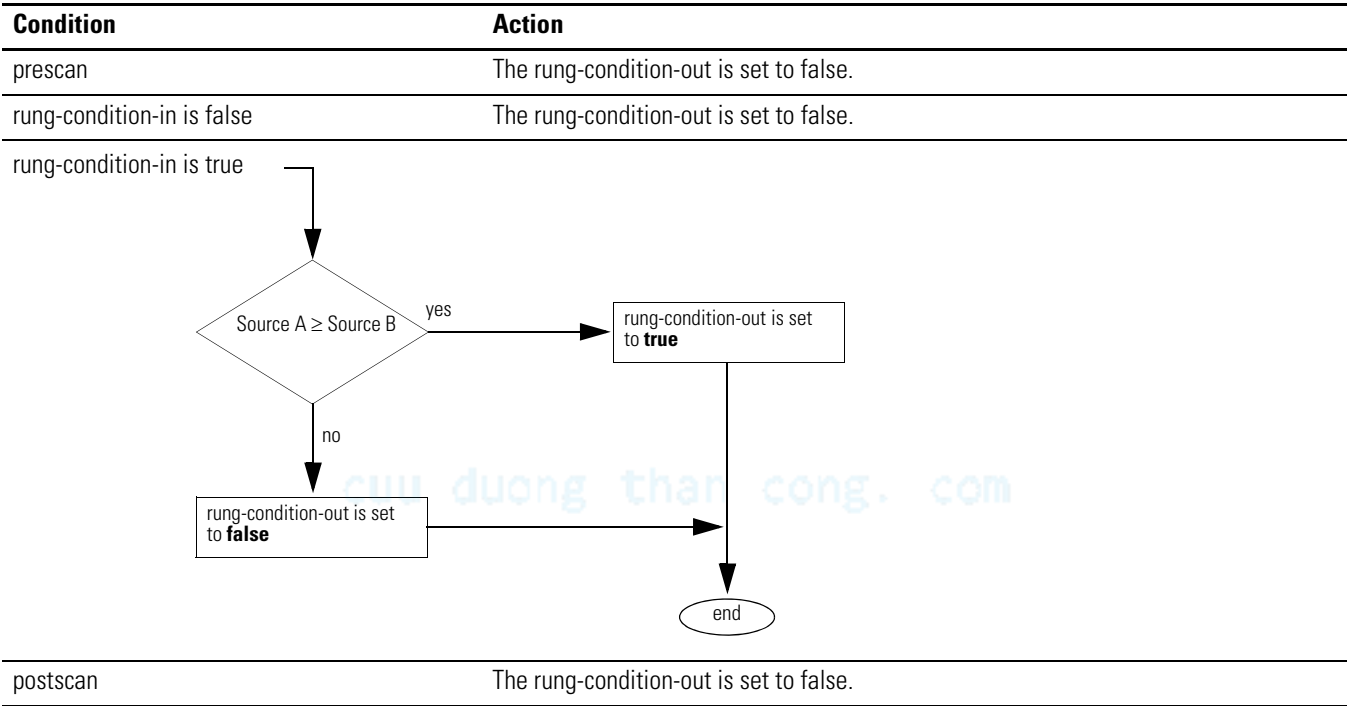 Condition Action
prescan The rung-condition-out is set to false.
rung-condition-in is false The rung-condition-out is set to false.
rung-condition-in is true
Source A ≥ Source B
yes
rung-condition-out is set
to true
no
cuu duong than cong. com
rung-condition-out is set
to false
end
postscan The rung-condition-out is set to false.